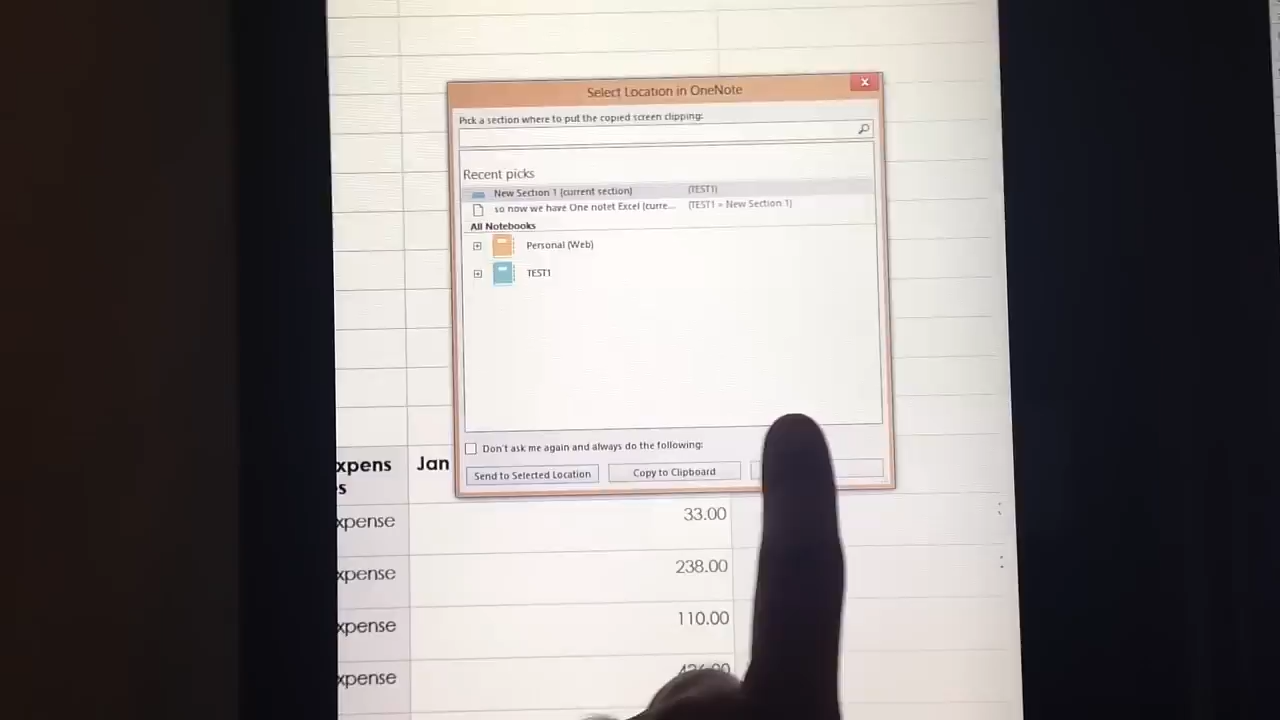 Select Location in OneNote
Pick a section where to put the copied screen clipping:
Recent picks
New Section 1 (current section) (TEST1)
so now we have One notet Excel (curre... (TEST1 » New Section 1)
All Notebooks
Personal (Web)
TEST1
Don't ask me again and always do the following:
Send to Selected Location Copy to Clipboard
xpens Jan
s
xpense 33.00
xpense 238.00
xpense 110.00
xpense